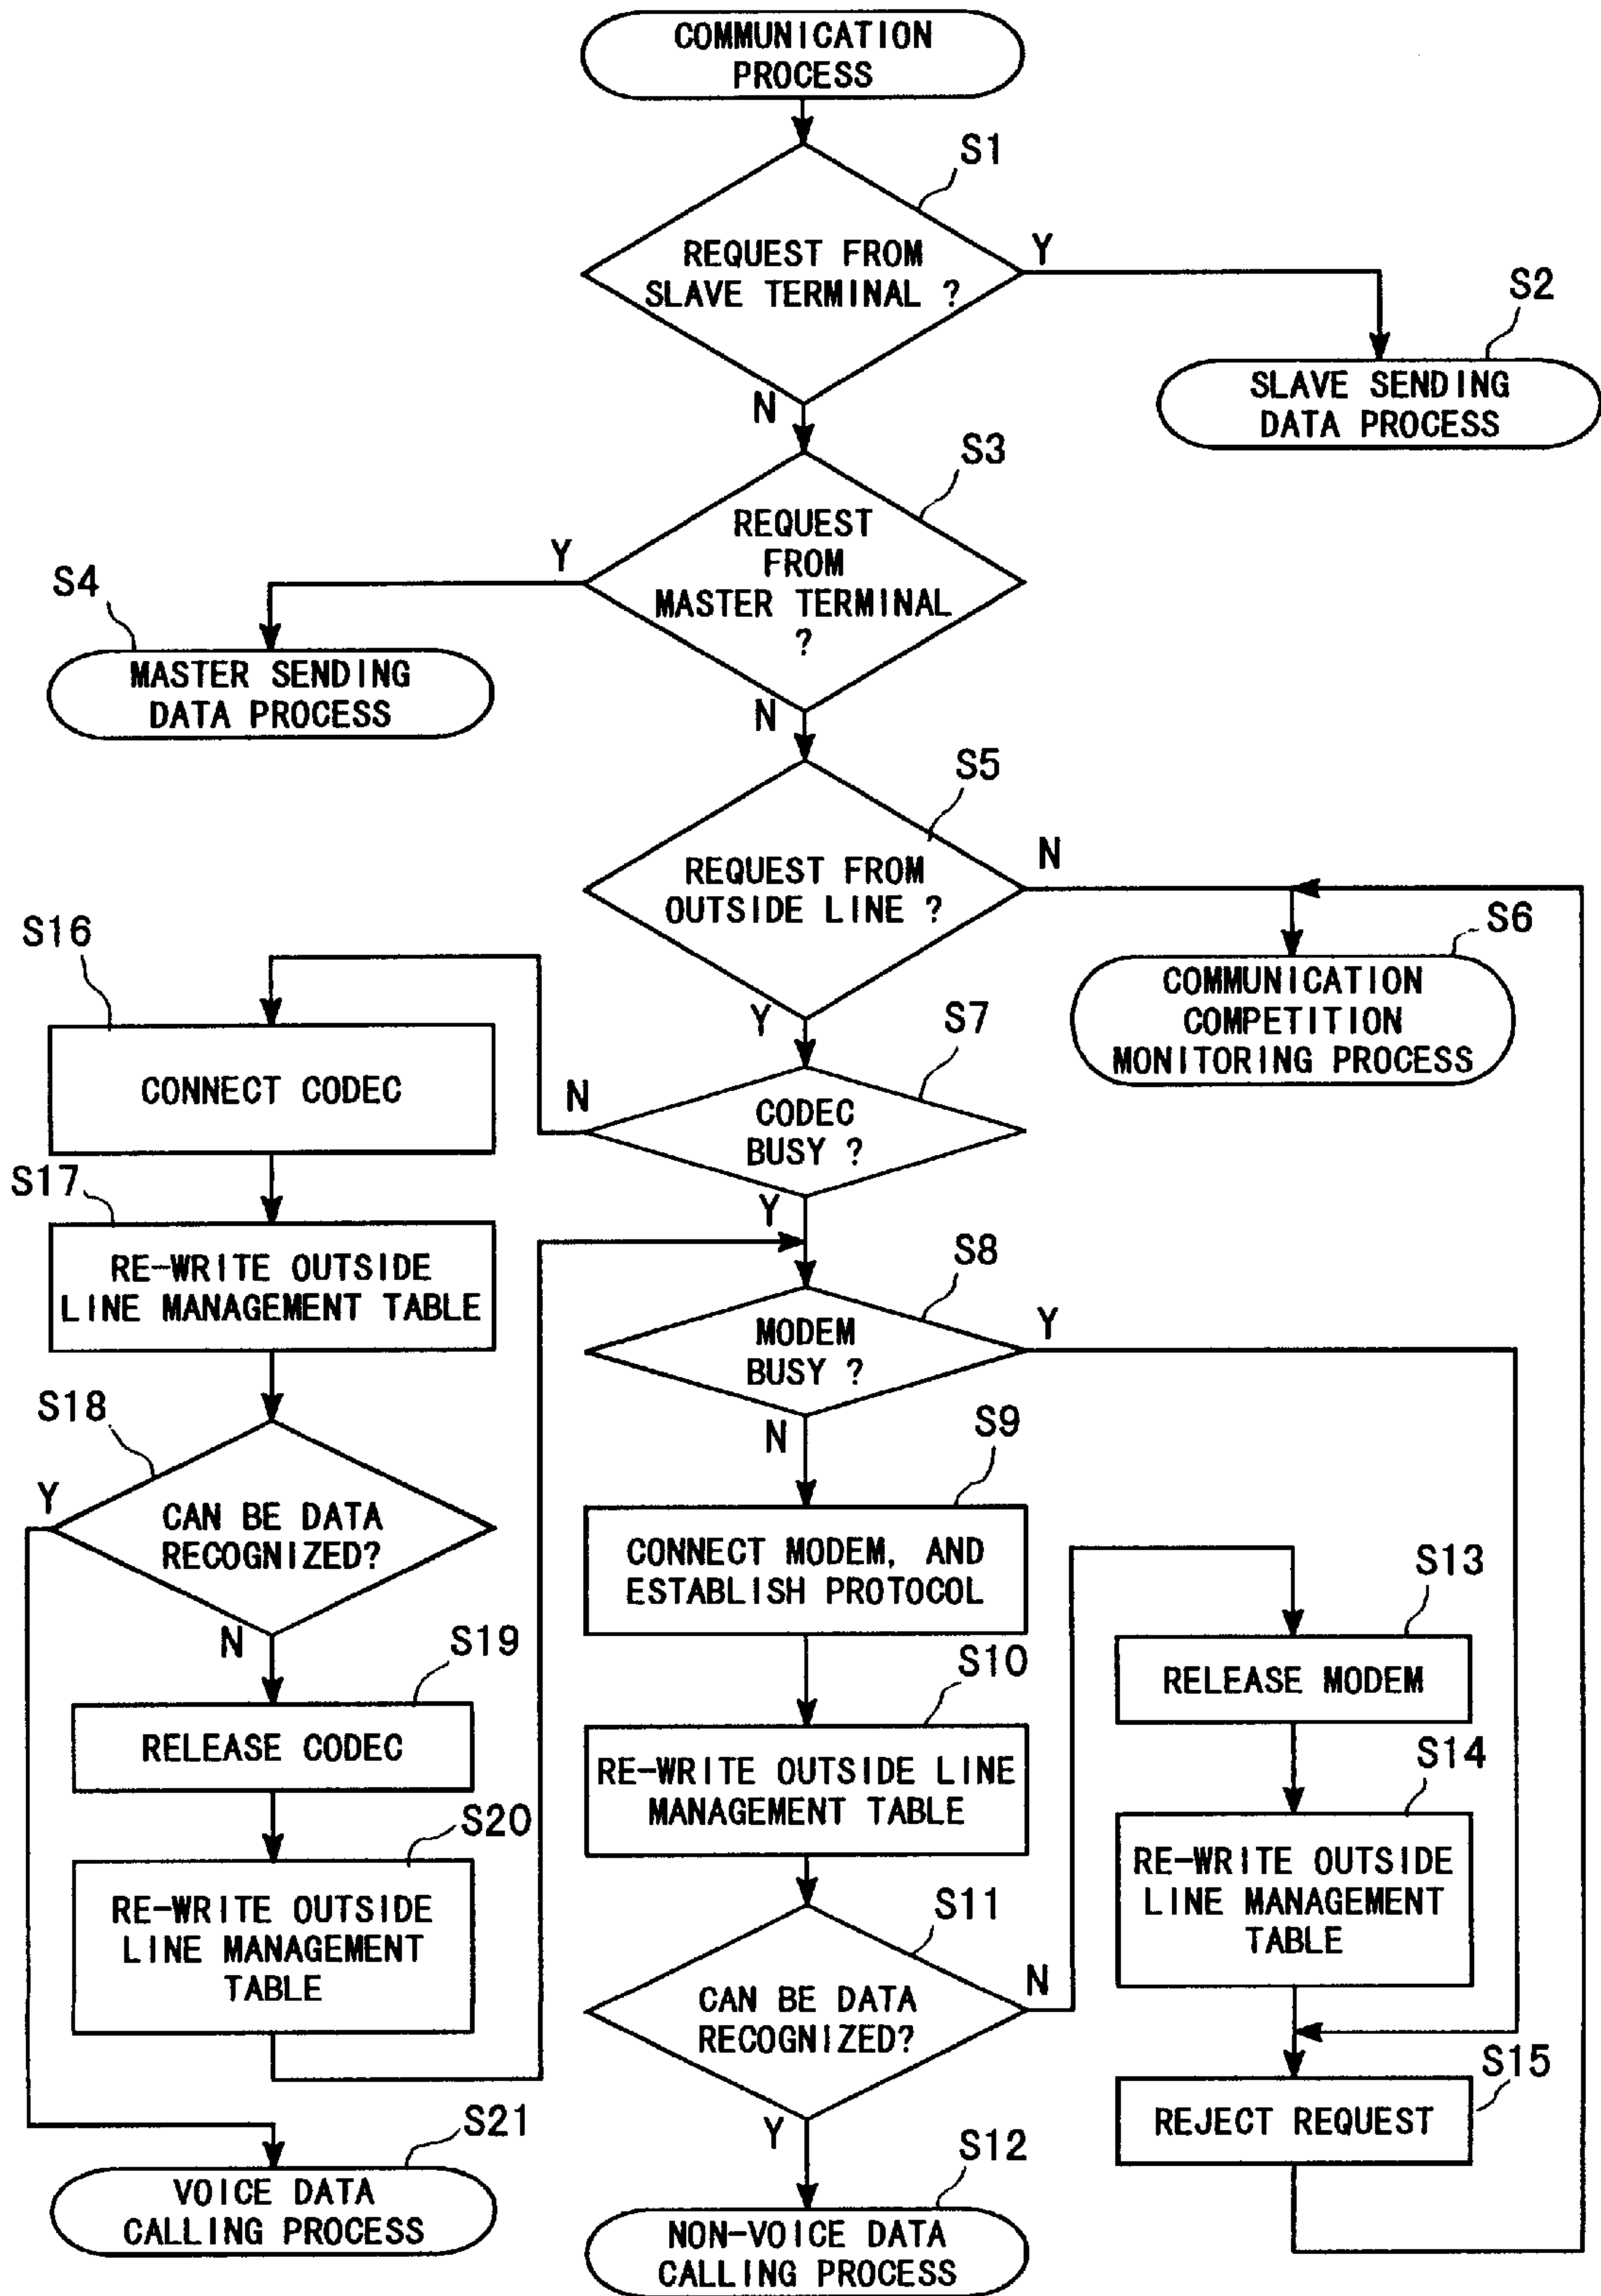 COMMUNICATION
PROCESS
S1
REQUEST FROM
SLAVE TERMINAL ?
Y
N
S2
SLAVE SENDING
DATA PROCESS
S3
REQUEST
FROM
MASTER TERMINAL
?
Y
N
S4
MASTER SENDING
DATA PROCESS
S5
REQUEST FROM
OUTSIDE LINE ?
N
Y
S6
COMMUNICATION
COMPETITION
MONITORING PROCESS
S7
CODEC
BUSY ?
N
Y
S16
CONNECT CODEC
S17
RE-WRITE OUTSIDE
LINE MANAGEMENT TABLE
S8
MODEM
BUSY ?
Y
N
S18
CAN BE DATA
RECOGNIZED?
Y
N
S9
CONNECT MODEM, AND
ESTABLISH PROTOCOL
S13
RELEASE MODEM
S19
RELEASE CODEC
S10
RE-WRITE OUTSIDE LINE
MANAGEMENT TABLE
S14
RE-WRITE OUTSIDE
LINE MANAGEMENT
TABLE
S20
RE-WRITE OUTSIDE
LINE MANAGEMENT
TABLE
S11
CAN BE DATA
RECOGNIZED?
N
Y
S15
REJECT REQUEST
S21
VOICE DATA
CALLING PROCESS
S12
NON-VOICE DATA
CALLING PROCESS